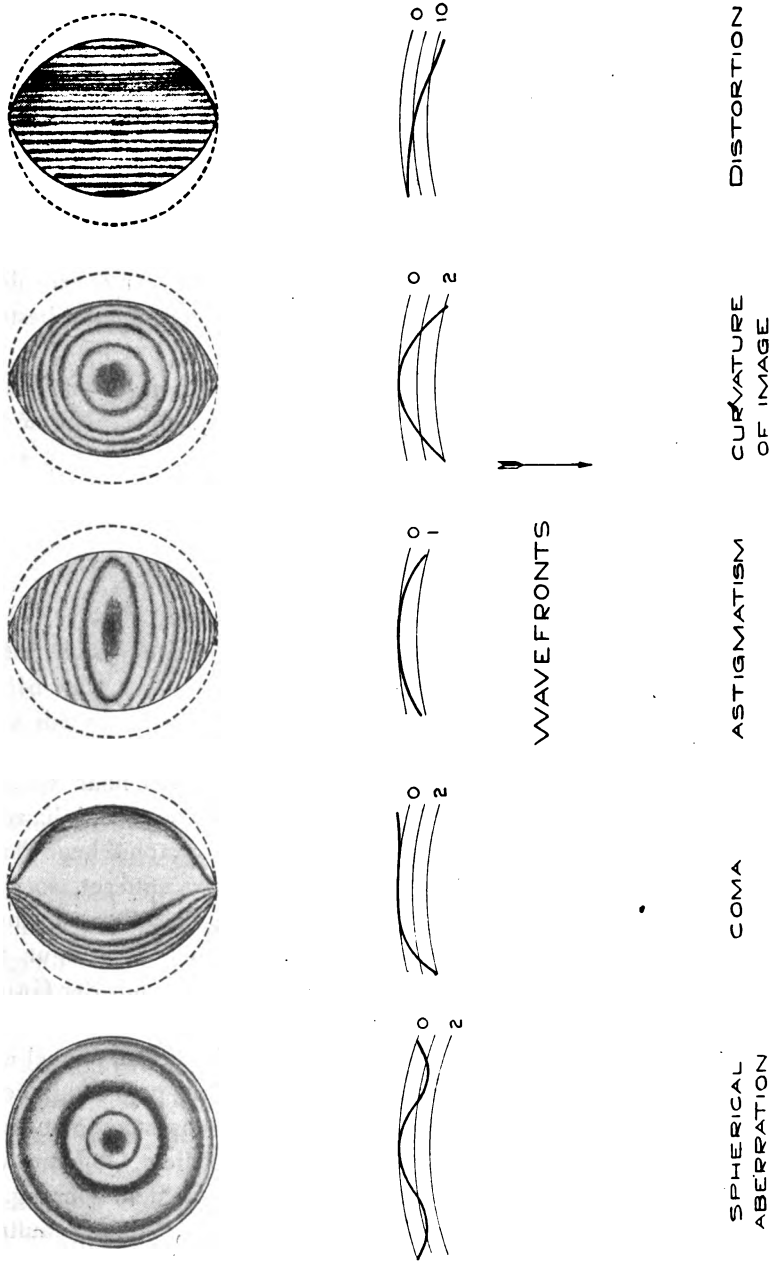 0
2
0
2
0
1
0
2
0
10
WAVEFRONTS
SPHERICAL
ABERRATION
COMA
ASTIGMATISM
CURVATURE
OF IMAGE
DISTORTION